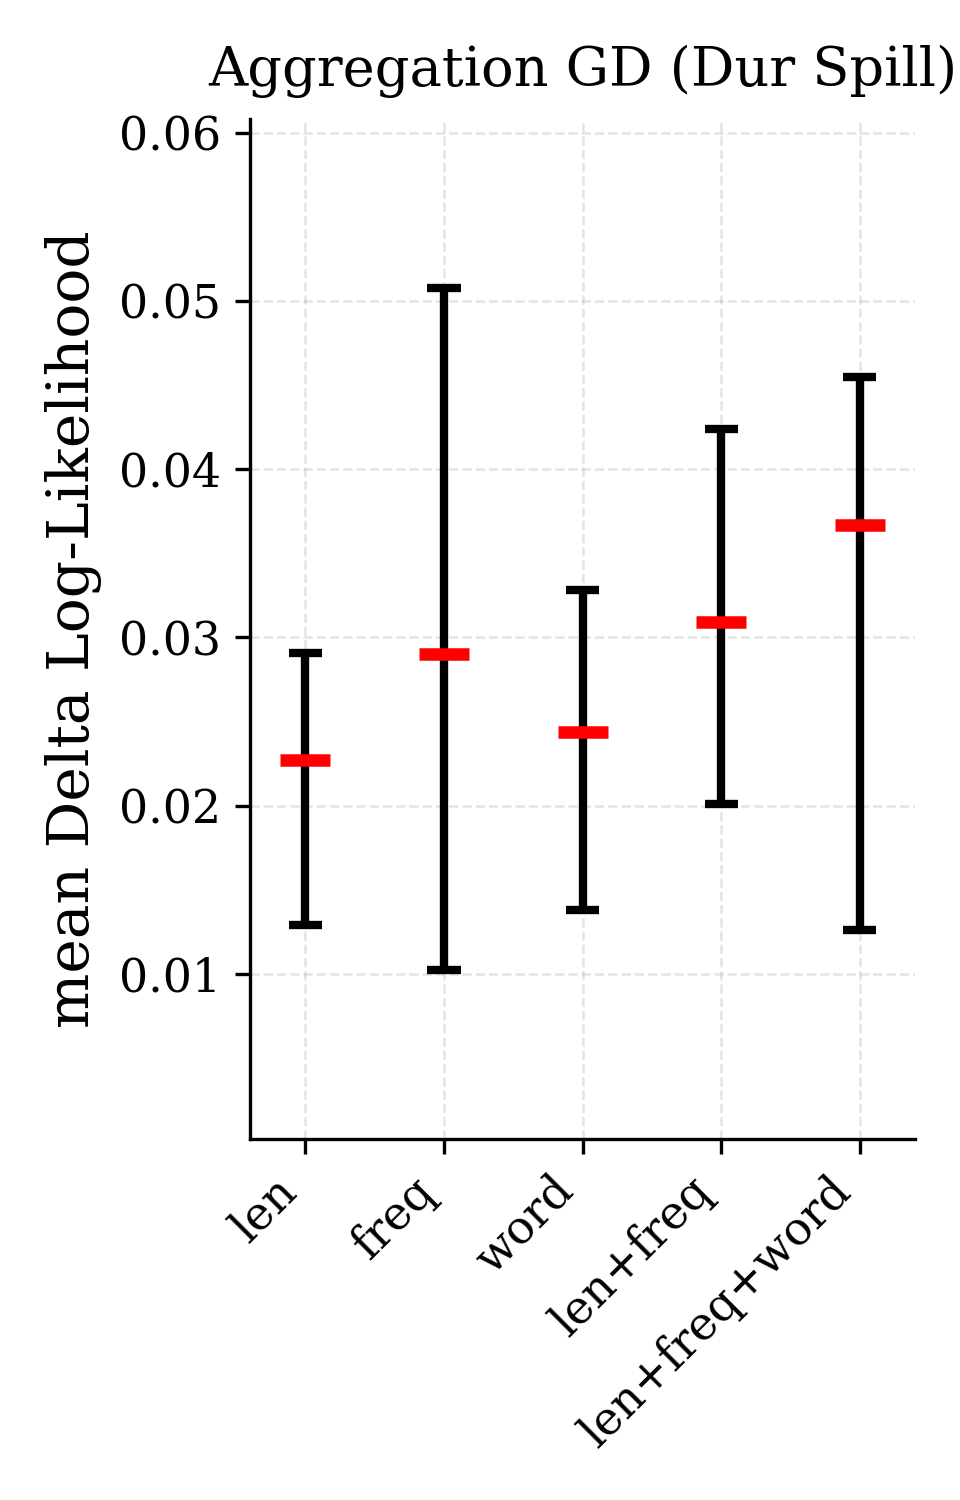 Aggregation GD (Dur Spill)
mean Delta Log-Likelihood
0.06
0.05
0.04
0.03
0.02
0.01
len
freq
word
len+freq
len+freq+word